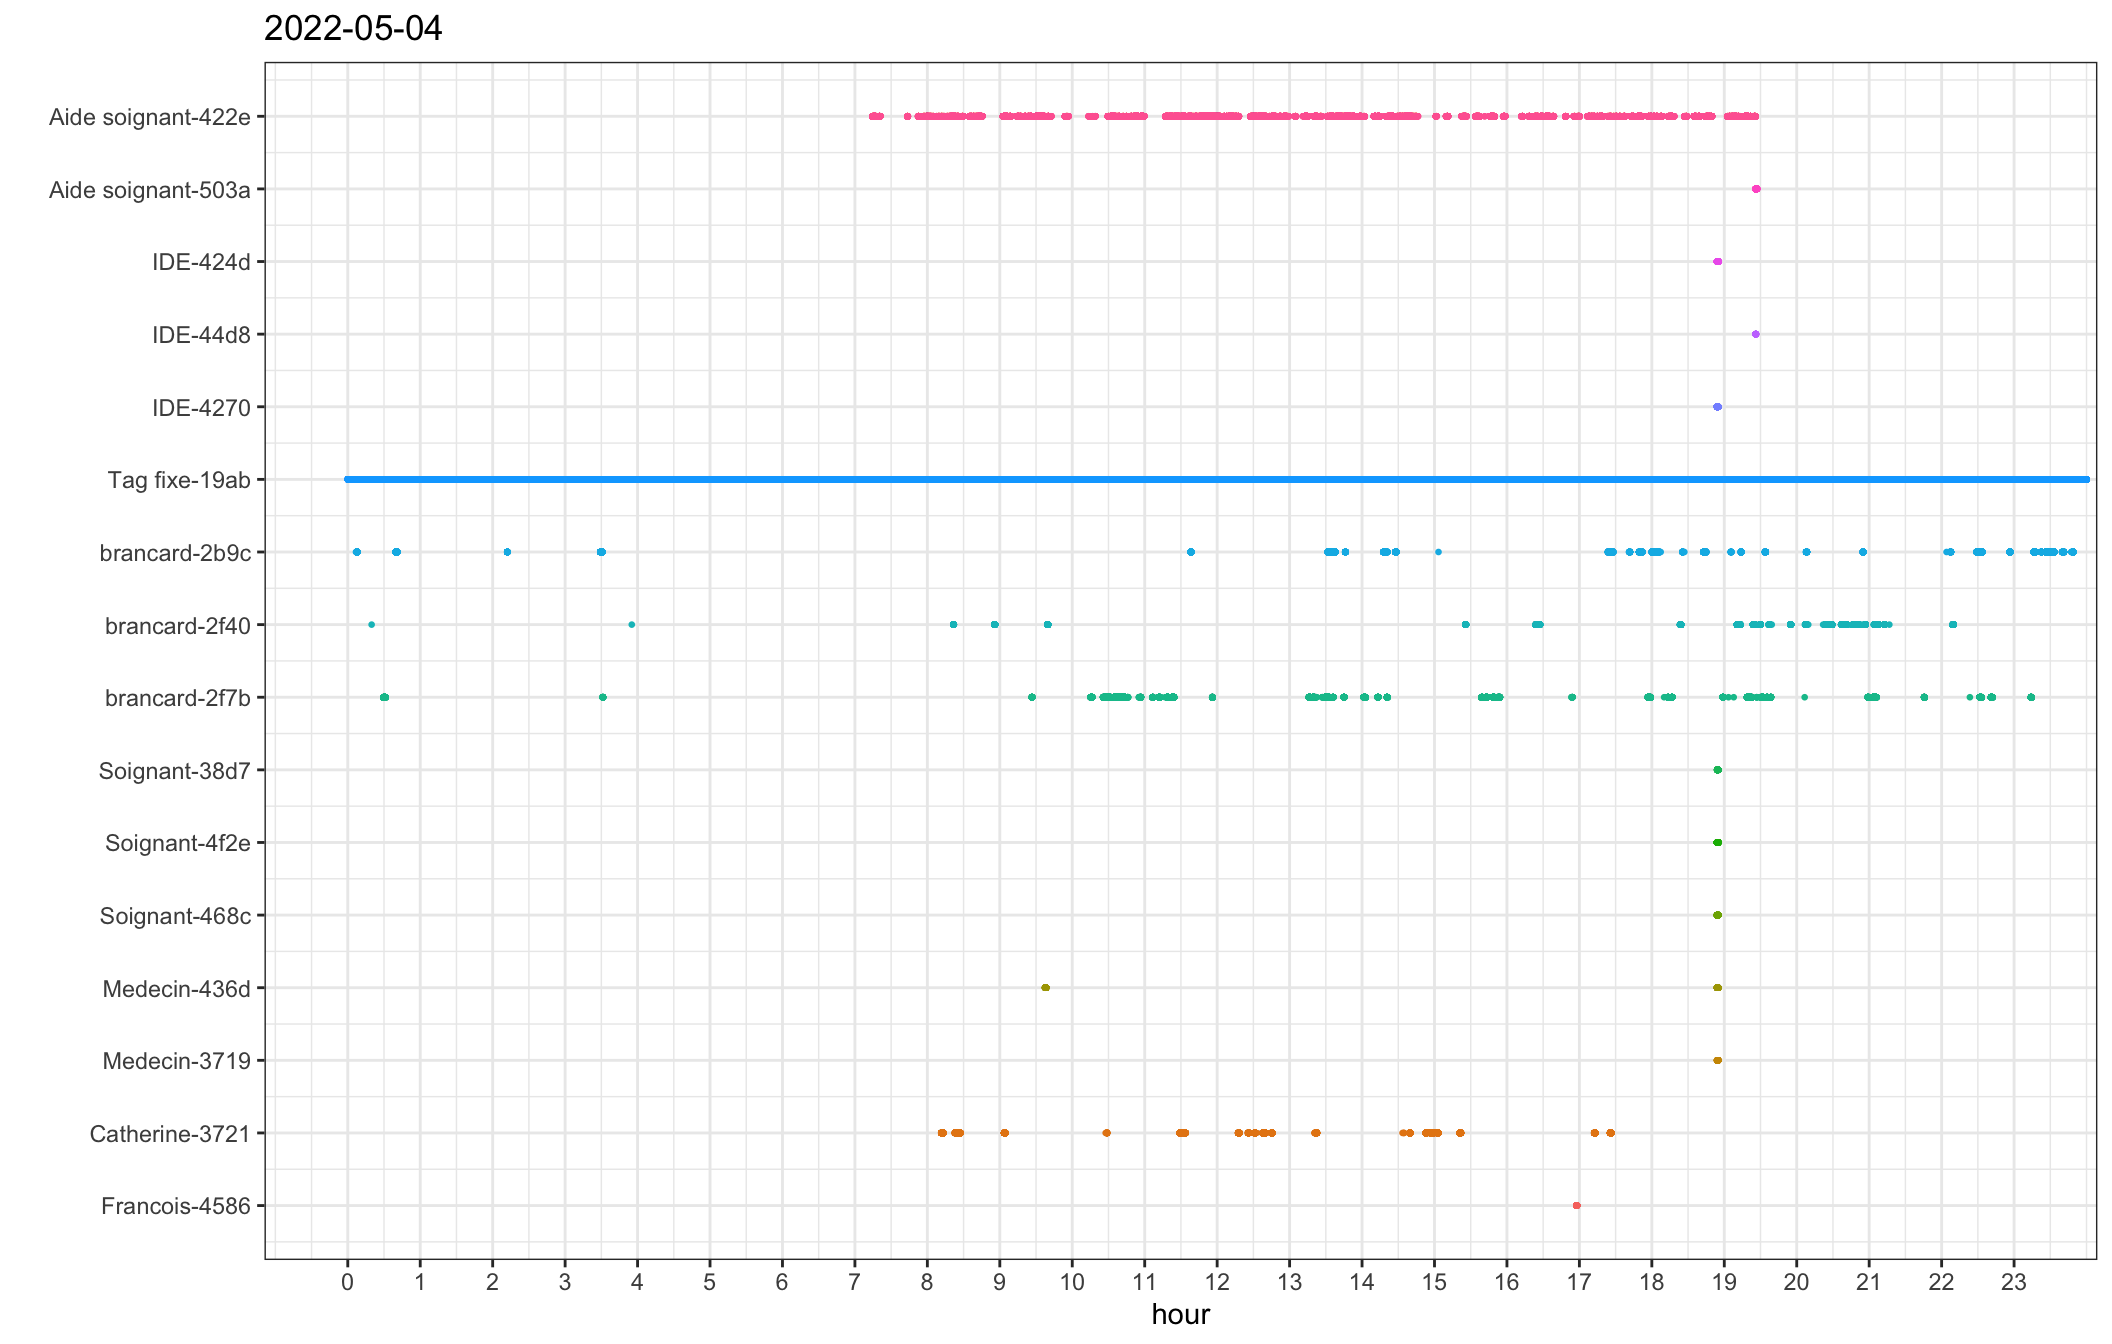 2022-05-04
Aide soignant-422e
Aide soignant-503a
IDE-424d
IDE-44d8
IDE-4270
Tag fixe-19ab
brancard-2b9c
brancard-2f40
brancard-2f7b
Soignant-38d7
Soignant-4f2e
Soignant-468c
Medecin-436d
Medecin-3719
Catherine-3721
Francois-4586
0 1 2 3 4 5 6 7 8 9 10 11 12 13 14 15 16 17 18 19 20 21 22 23
hour